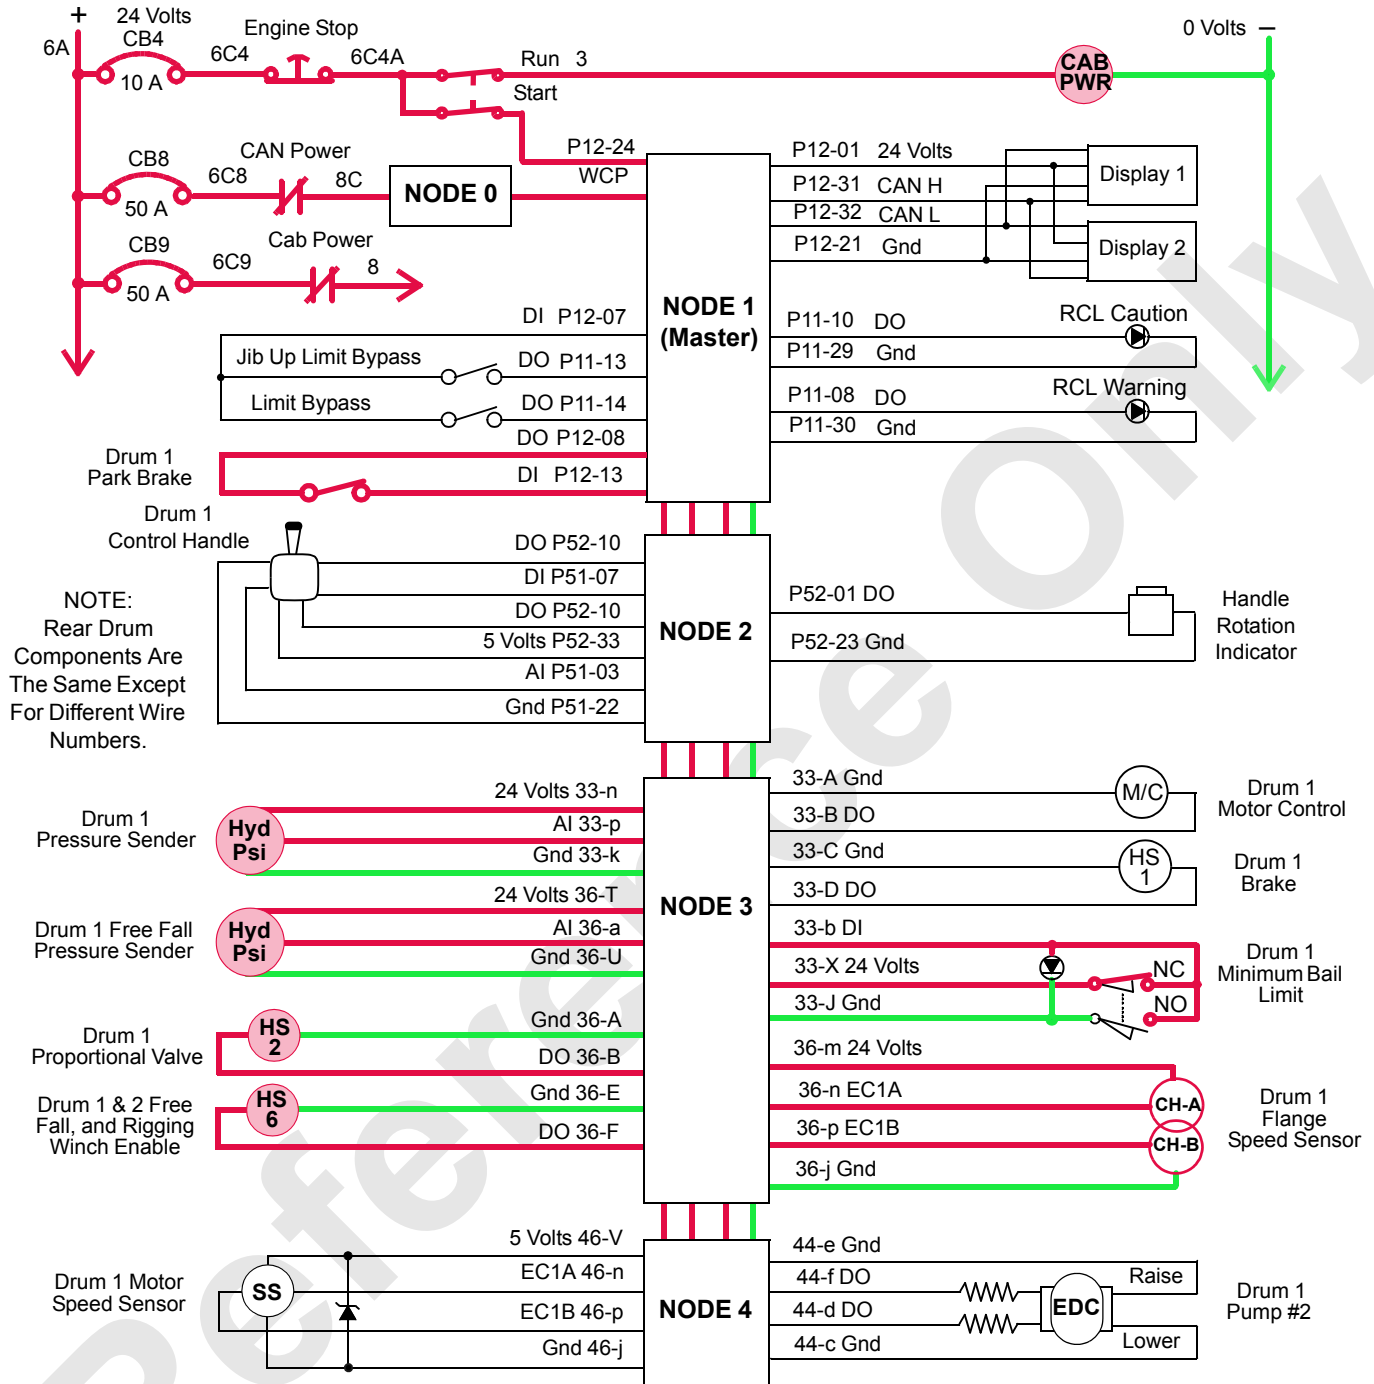 + 24 Volts
0 Volts −
6A
CB4
10 A
6C4
Engine Stop
6C4A
Run 3
Start
CAB
PWR
CB8
50 A
6C8
CAN Power
8C
NODE 0
P12-24
WCP
CB9
50 A
6C9
Cab Power
8
NODE 1
(Master)
P12-01 24 Volts
P12-31 CAN H
P12-32 CAN L
P12-21 Gnd
Display 1
Display 2
DI P12-07
Jib Up Limit Bypass
DO P11-13
Limit Bypass
DO P11-14
DO P12-08
Drum 1
Park Brake
DI P12-13
P11-10 DO
P11-29 Gnd
RCL Caution
P11-08 DO
P11-30 Gnd
RCL Warning
Drum 1
Control Handle
DO P52-10
DI P51-07
DO P52-10
5 Volts P52-33
AI P51-03
Gnd P51-22
NOTE:
Rear Drum
Components Are
The Same Except
For Different Wire
Numbers.
NODE 2
P52-01 DO
P52-23 Gnd
Handle
Rotation
Indicator
Drum 1
Pressure Sender
Hyd
Psi
24 Volts 33-n
AI 33-p
Gnd 33-k
Drum 1 Free Fall
Pressure Sender
Hyd
Psi
24 Volts 36-T
AI 36-a
Gnd 36-U
Drum 1
Proportional Valve
HS
2
Gnd 36-A
DO 36-B
Drum 1 & 2 Free
Fall, and Rigging
Winch Enable
HS
6
Gnd 36-E
DO 36-F
NODE 3
33-A Gnd
33-B DO
M/C
Drum 1
Motor Control
33-C Gnd
33-D DO
HS
1
Drum 1
Brake
33-b DI
33-X 24 Volts
33-J Gnd
NC
NO
Drum 1
Minimum Bail
Limit
36-m 24 Volts
36-n EC1A
36-p EC1B
36-j Gnd
CH-A
CH-B
Drum 1
Flange
Speed Sensor
Drum 1 Motor
Speed Sensor
SS
5 Volts 46-V
EC1A 46-n
EC1B 46-p
Gnd 46-j
NODE 4
44-e Gnd
44-f DO
44-d DO
44-c Gnd
EDC
Raise
Lower
Drum 1
Pump #2
Reference Only